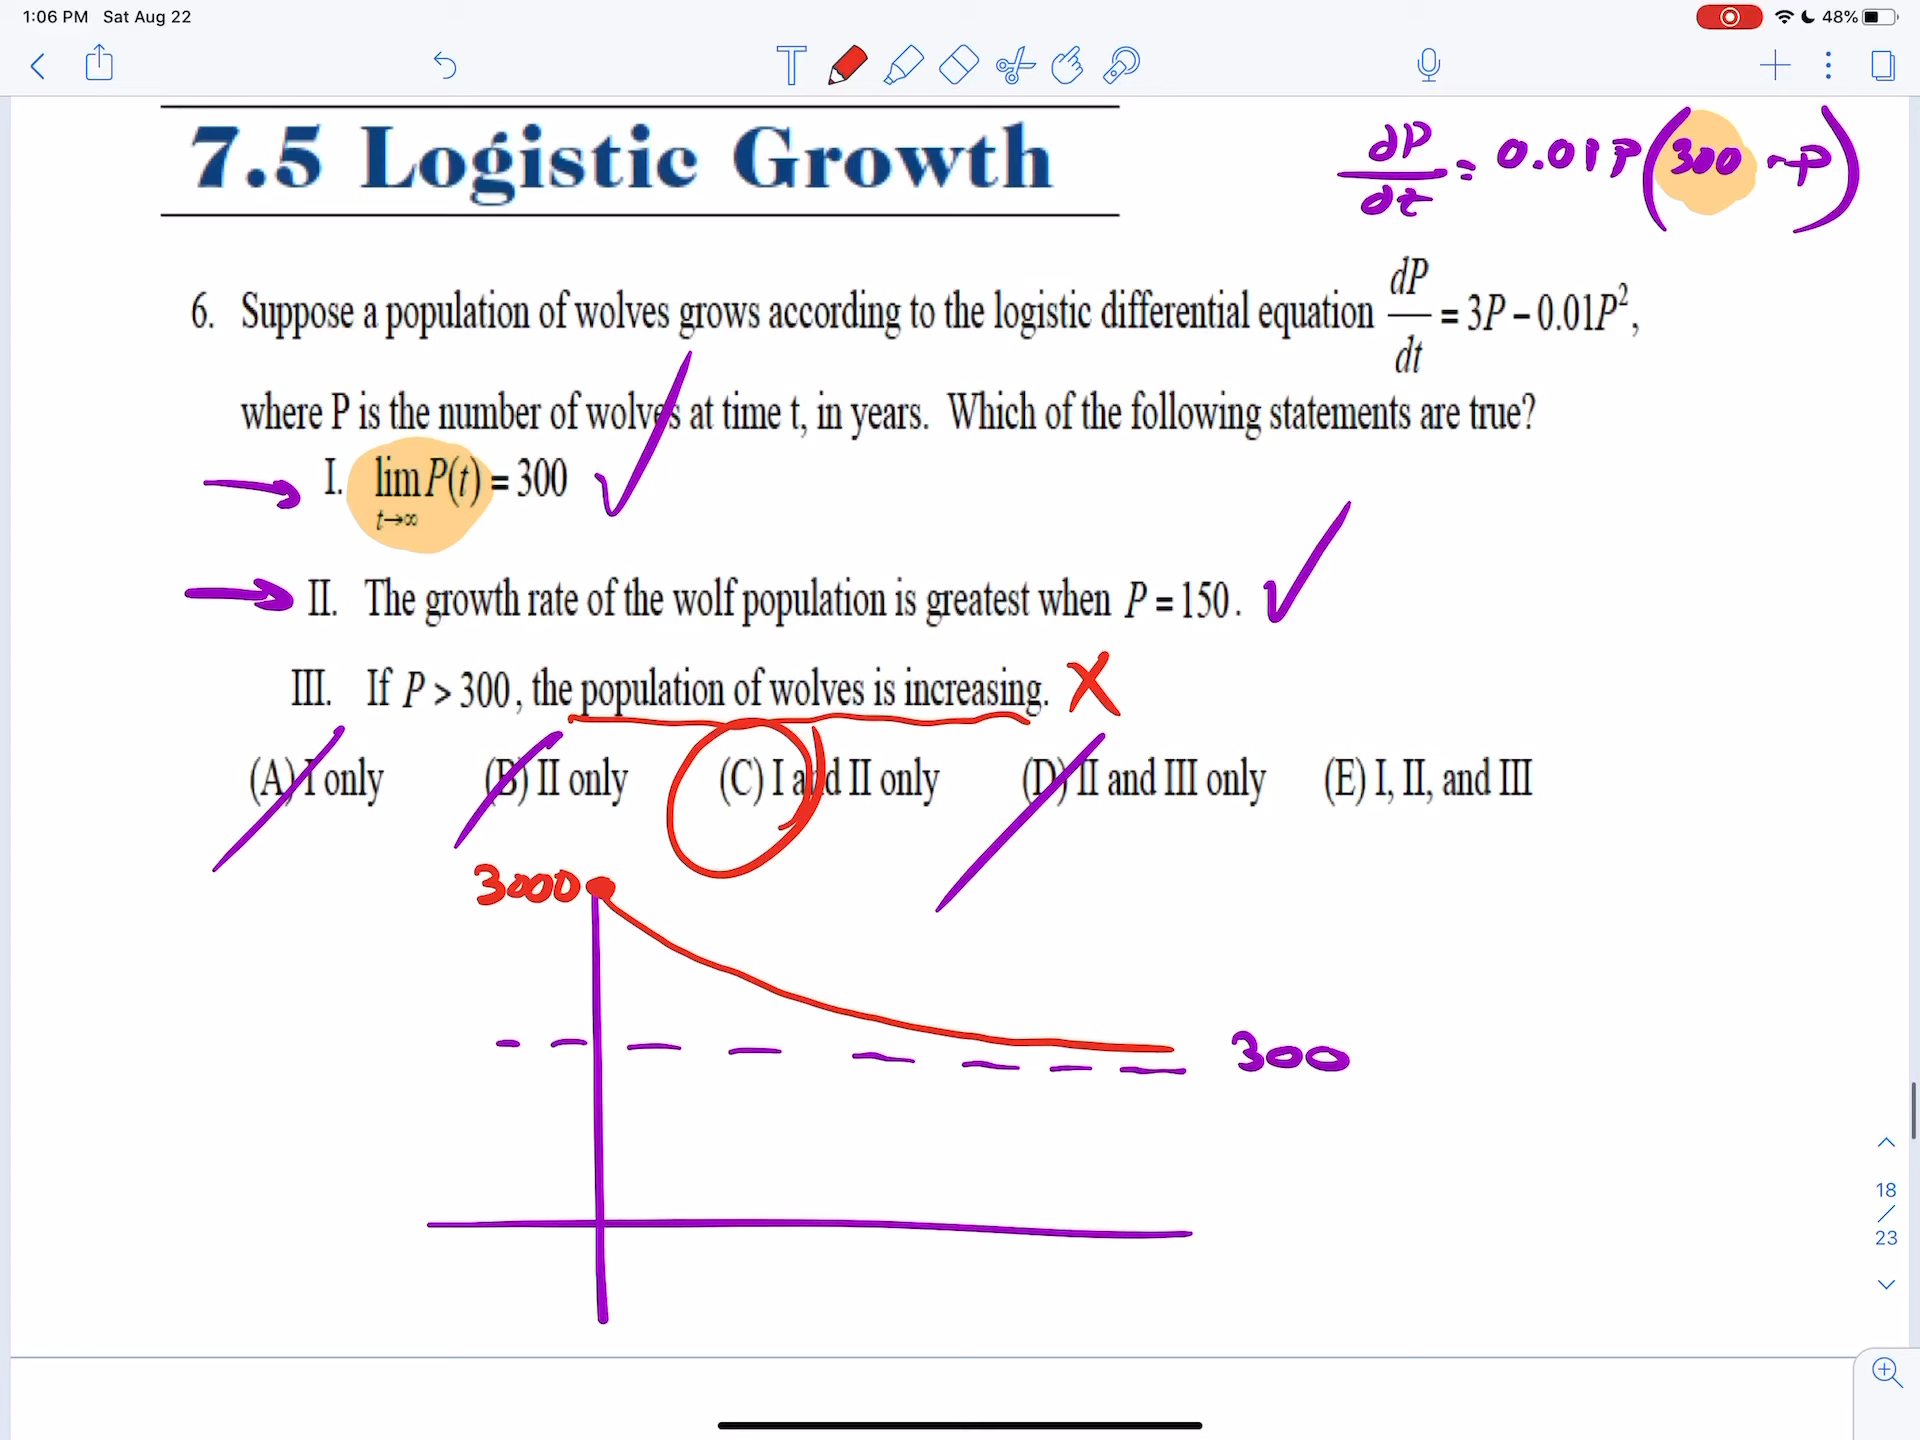 1:06 PM Sat Aug 22
48%
7.5 Logistic Growth
dP/dt = 0.01P(300 - P)
6. Suppose a population of wolves grows according to the logistic differential equation dP/dt = 3P – 0.01P²,
where P is the number of wolves at time t, in years. Which of the following statements are true?
I. lim P(t) = 300
t→∞
II. The growth rate of the wolf population is greatest when P = 150.
III. If P > 300, the population of wolves is increasing. X
(A) I only (B) II only (C) I and II only (D) II and III only (E) I, II, and III
3000
300
18
/
23